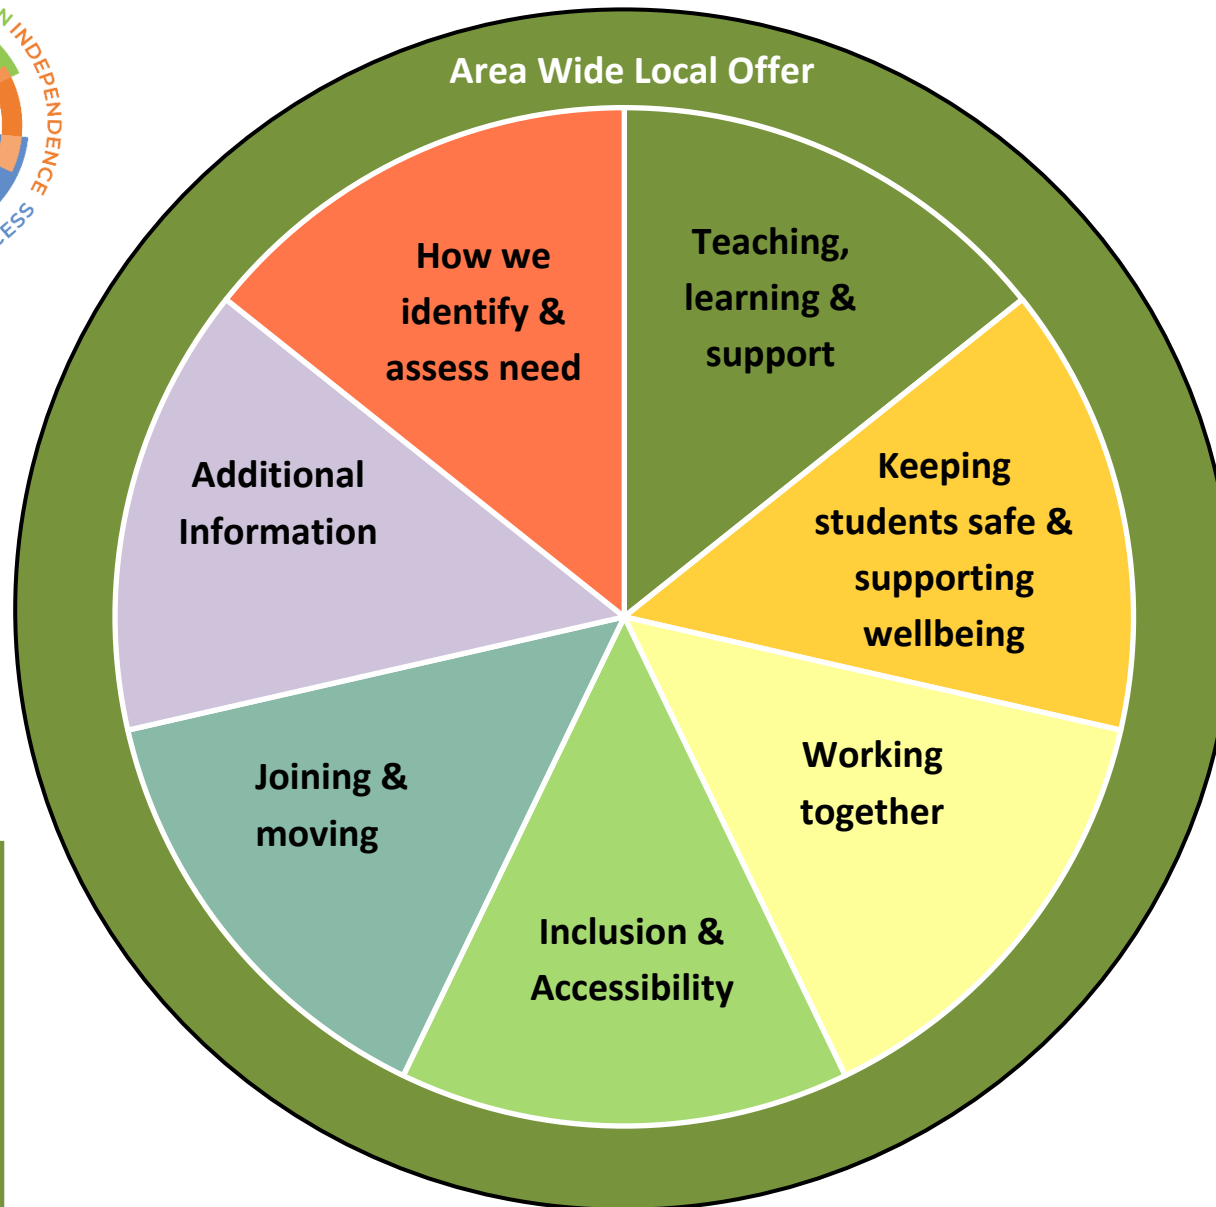 INDEPENDENCE
Area Wide Local Offer
How we
identify &
assess need
Teaching,
learning &
support
Keeping
students safe &
supporting
wellbeing
Additional
Information
Working
together
Joining &
moving
Inclusion &
Accessibility